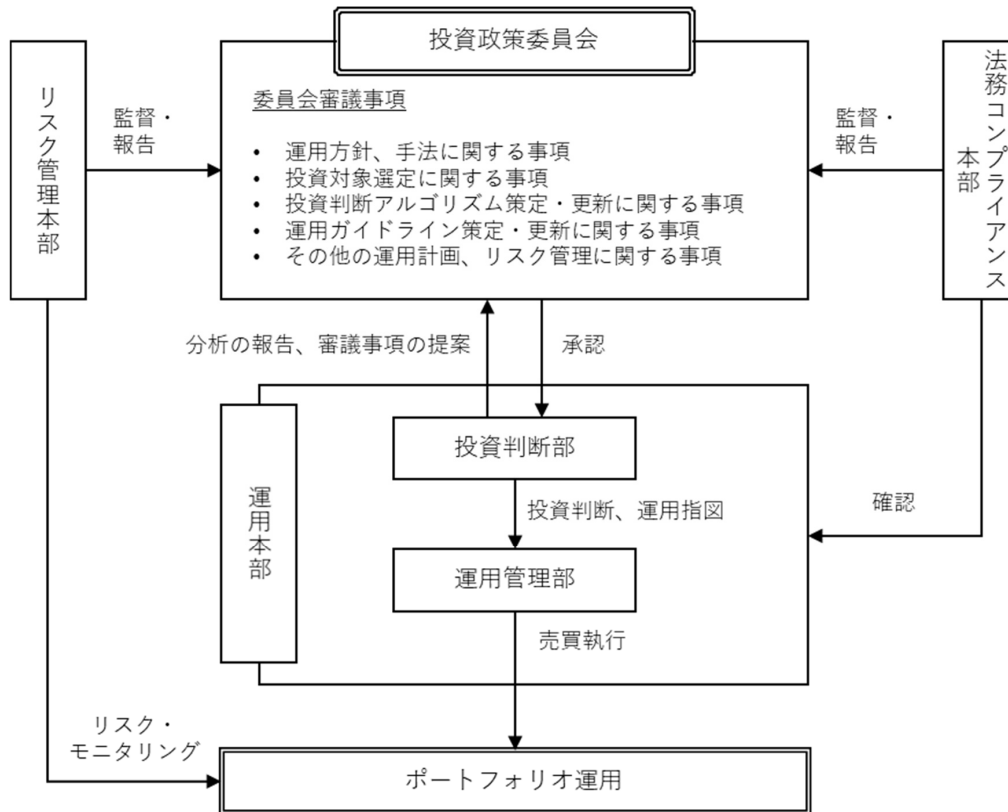 投資政策委員会
リスク管理本部
監督・
報告
委員会審議事項
• 運用方針、手法に関する事項
• 投資対象選定に関する事項
• 投資判断アルゴリズム策定・更新に関する事項
• 運用ガイドライン策定・更新に関する事項
• その他の運用計画、リスク管理に関する事項
監督・
報告
法務コンプライアンス
本部
分析の報告、審議事項の提案
承認
運用本部
投資判断部
投資判断、運用指図
運用管理部
売買執行
確認
リスク・
モニタリング
ポートフォリオ運用